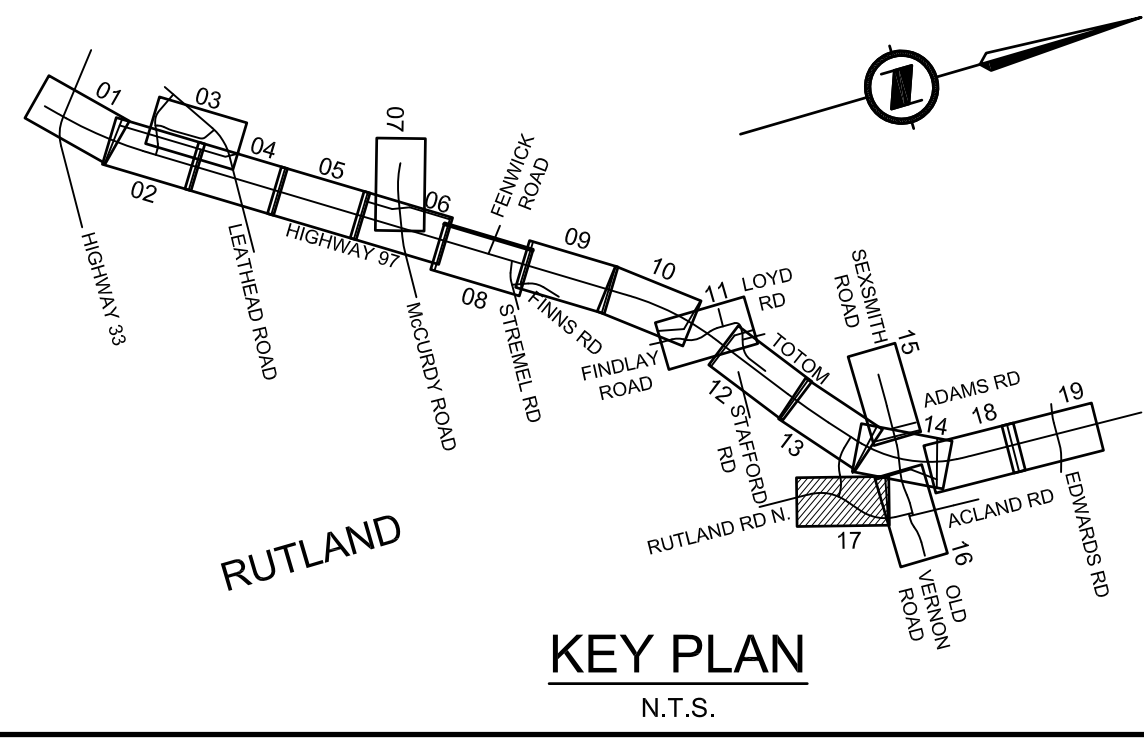 01
03
02
04
05
07
06
FENWICK
ROAD
HIGHWAY 33
LEATHEAD ROAD
HIGHWAY 97
McCURDY ROAD
08
STREMEL RD
FINNS RD
09
10
11
LOYD
RD
FINDLAY
ROAD
TOTOM
12
STAFFORD
RD
13
SEXSMITH
ROAD
15
ADAMS RD
14
18
19
RUTLAND RD N.
17
ACLAND RD
EDWARDS RD
16
OLD
VERNON
ROAD
RUTLAND
KEY PLAN
N.T.S.